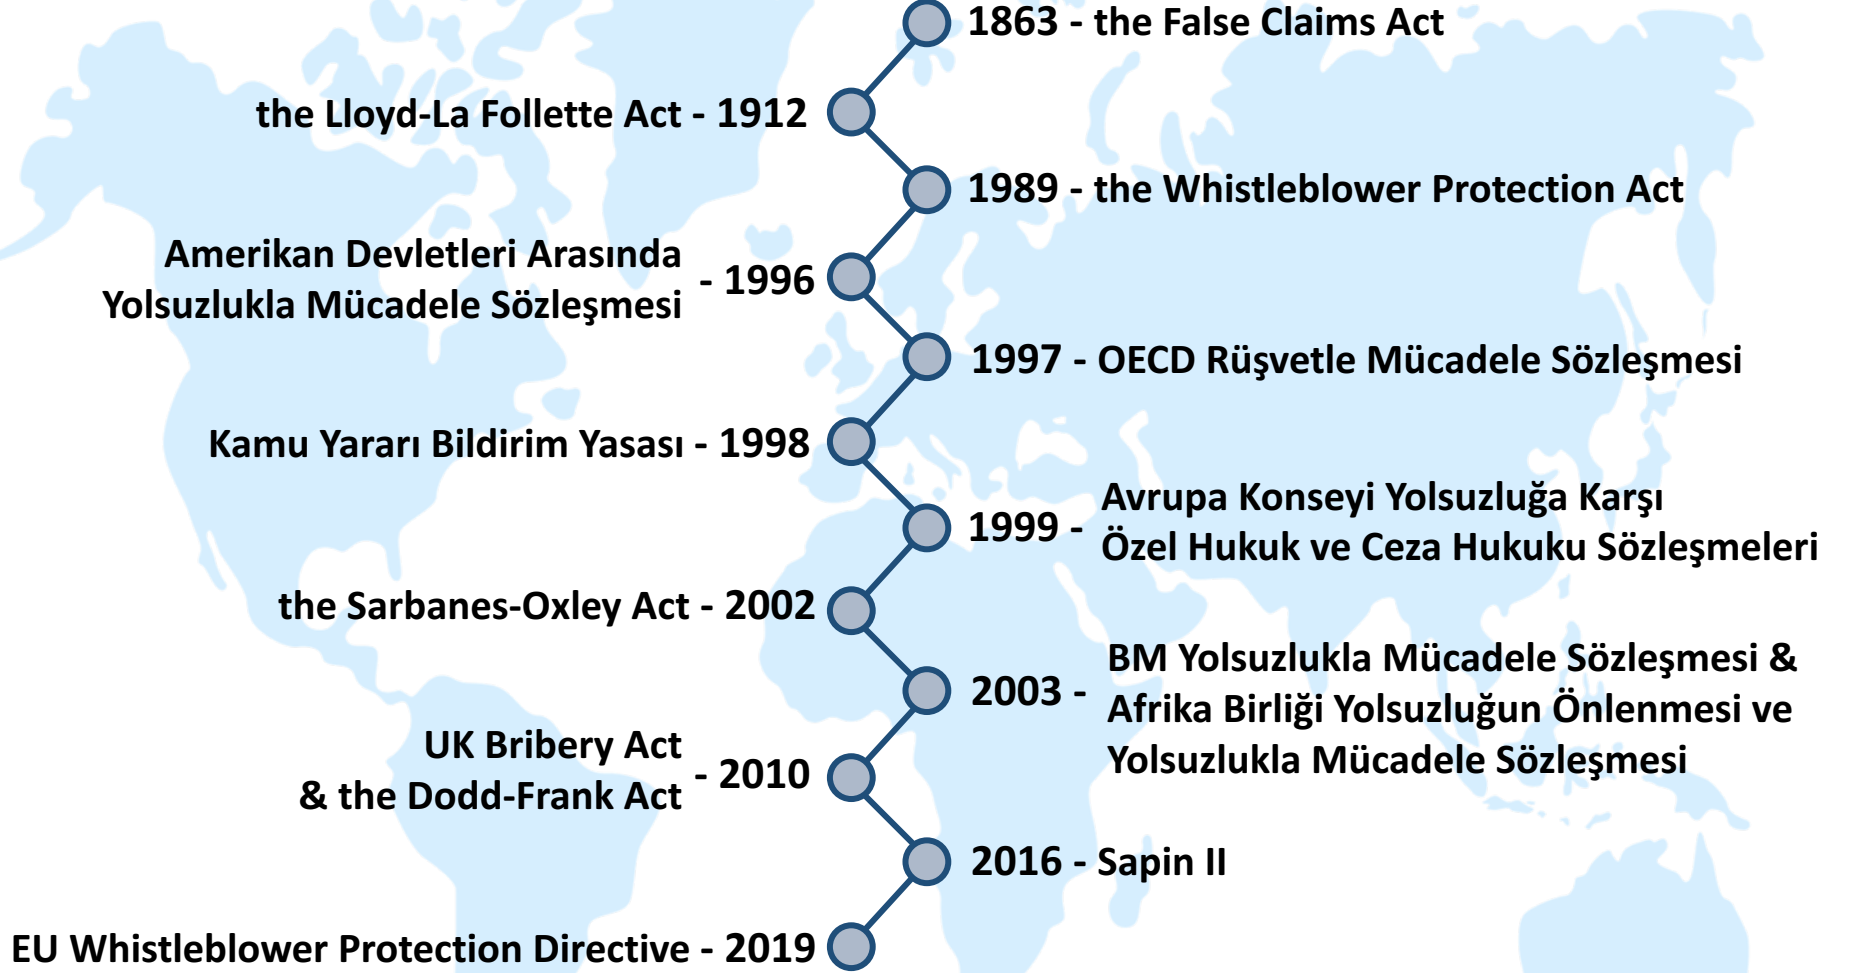 1863 - the False Claims Act
the Lloyd-La Follette Act - 1912
1989 - the Whistleblower Protection Act
Amerikan Devletleri Arasında
Yolsuzlukla Mücadele Sözleşmesi
- 1996
1997 - OECD Rüşvetle Mücadele Sözleşmesi
Kamu Yararı Bildirim Yasası - 1998
1999 -
Avrupa Konseyi Yolsuzluğa Karşı
Özel Hukuk ve Ceza Hukuku Sözleşmeleri
the Sarbanes-Oxley Act - 2002
2003 -
BM Yolsuzlukla Mücadele Sözleşmesi &
Afrika Birliği Yolsuzluğun Önlenmesi ve
Yolsuzlukla Mücadele Sözleşmesi
UK Bribery Act
& the Dodd-Frank Act
- 2010
2016 - Sapin II
EU Whistleblower Protection Directive - 2019